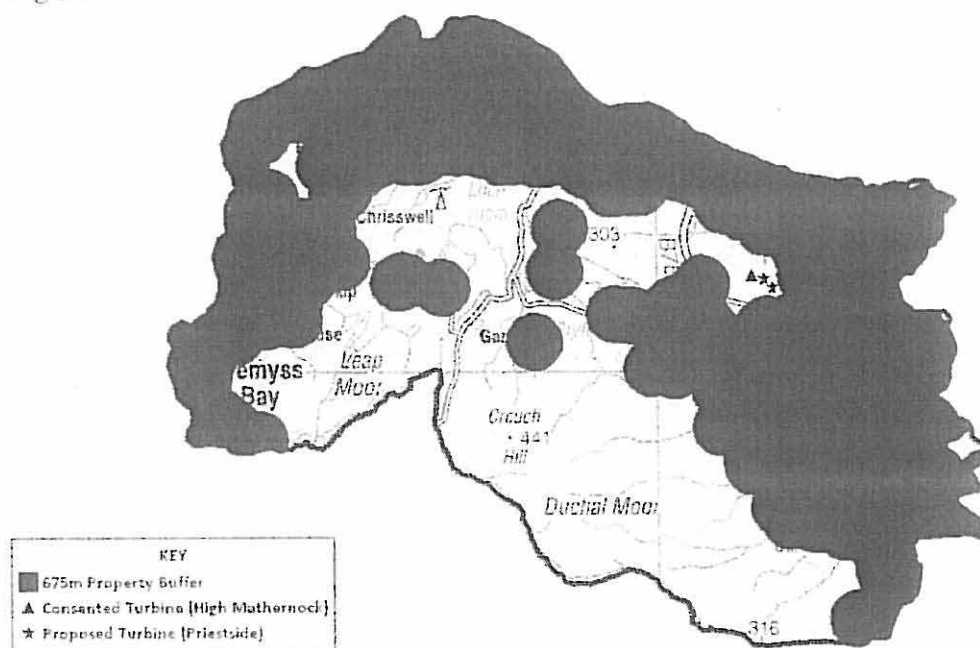 Chrisswell
303
emyss
Bay
Leap
Moor
Creuch
441
Hill
Duchal Moor
316
KEY
675m Property Buffer
Consented Turbine (High Mathernock)
Proposed Turbine (Priestside)